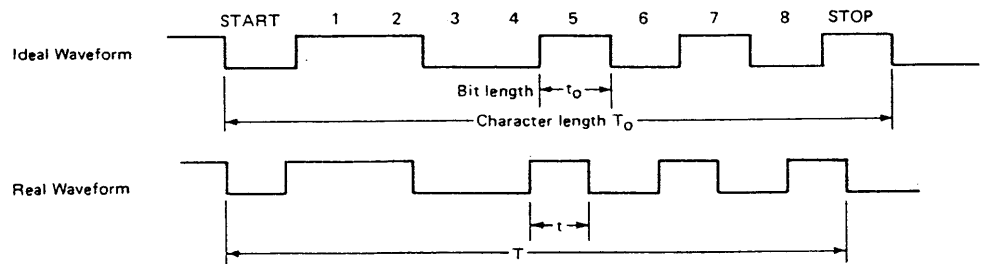 START 1 2 3 4 5 6 7 8 STOP
Ideal Waveform
Bit length t₀
Character length T₀
Real Waveform
t
T